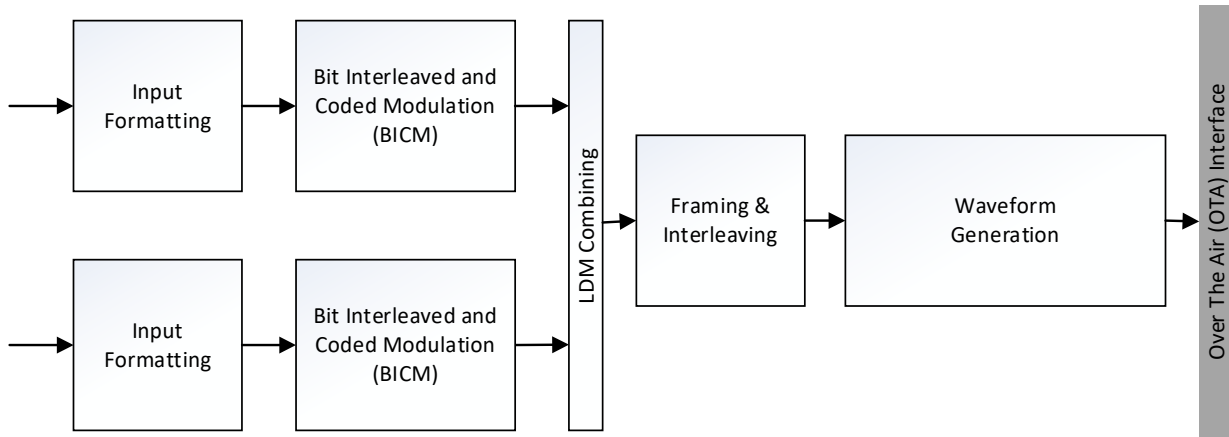 Input
Formatting
Bit Interleaved and
Coded Modulation
(BICM)
Input
Formatting
Bit Interleaved and
Coded Modulation
(BICM)
LDM Combining
Framing &
Interleaving
Waveform
Generation
Over The Air (OTA) Interface